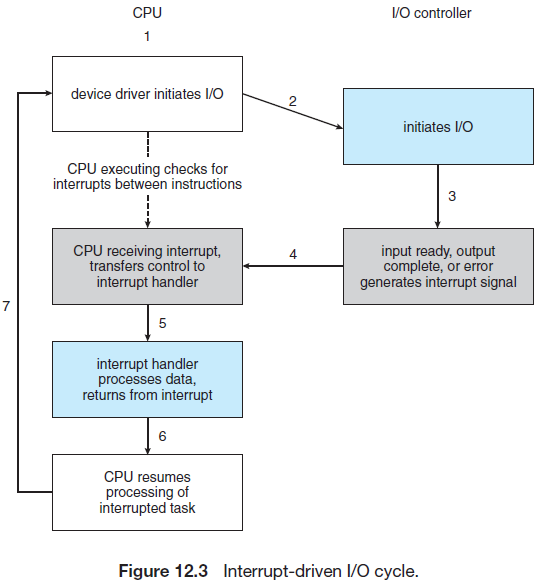 CPU
I/O controller
1
device driver initiates I/O
2
initiates I/O
CPU executing checks for
interrupts between instructions
3
CPU receiving interrupt,
transfers control to
interrupt handler
4
input ready, output
complete, or error
generates interrupt signal
7
5
interrupt handler
processes data,
returns from interrupt
6
CPU resumes
processing of
interrupted task
Figure 12.3 Interrupt-driven I/O cycle.